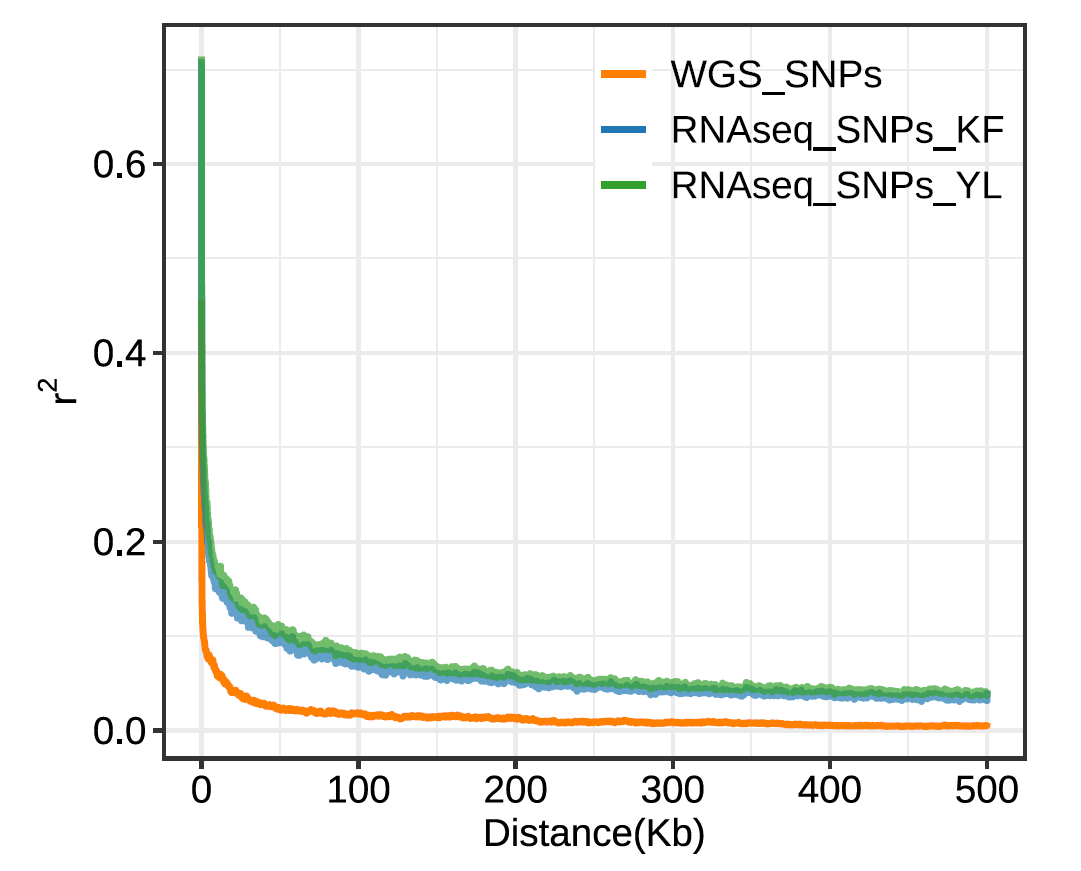 WGS_SNPs
RNAseq_SNPs_KF
RNAseq_SNPs_YL
0.6
0.4
0.2
0.0
r²
0 100 200 300 400 500
Distance(Kb)